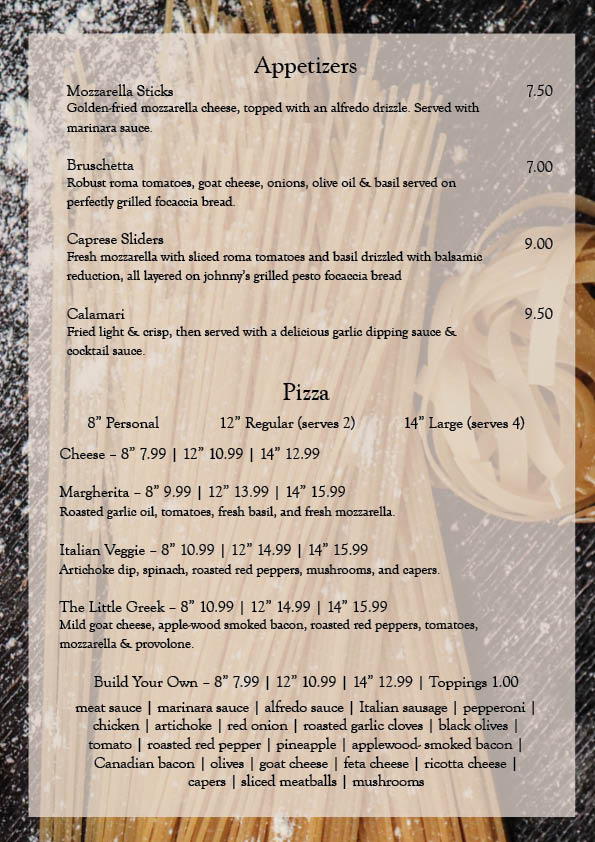 Appetizers
Mozzarella Sticks 7.50
Golden-fried mozzarella cheese, topped with an alfredo drizzle. Served with
marinara sauce.
Bruschetta 7.00
Robust roma tomatoes, goat cheese, onions, olive oil & basil served on
perfectly grilled focaccia bread.
Caprese Sliders 9.00
Fresh mozzarella with sliced roma tomatoes and basil drizzled with balsamic
reduction, all layered on johnny's grilled pesto focaccia bread
Calamari 9.50
Fried light & crisp, then served with a delicious garlic dipping sauce &
cocktail sauce.
Pizza
8” Personal 12” Regular (serves 2) 14” Large (serves 4)
Cheese – 8” 7.99 | 12” 10.99 | 14” 12.99
Margherita – 8” 9.99 | 12” 13.99 | 14” 15.99
Roasted garlic oil, tomatoes, fresh basil, and fresh mozzarella.
Italian Veggie – 8” 10.99 | 12” 14.99 | 14” 15.99
Artichoke dip, spinach, roasted red peppers, mushrooms, and capers.
The Little Greek – 8” 10.99 | 12” 14.99 | 14” 15.99
Mild goat cheese, apple-wood smoked bacon, roasted red peppers, tomatoes,
mozzarella & provolone.
Build Your Own – 8” 7.99 | 12” 10.99 | 14” 12.99 | Toppings 1.00
meat sauce | marinara sauce | alfredo sauce | Italian sausage | pepperoni |
chicken | artichoke | red onion | roasted garlic cloves | black olives |
tomato | roasted red pepper | pineapple | applewood- smoked bacon |
Canadian bacon | olives | goat cheese | feta cheese | ricotta cheese |
capers | sliced meatballs | mushrooms